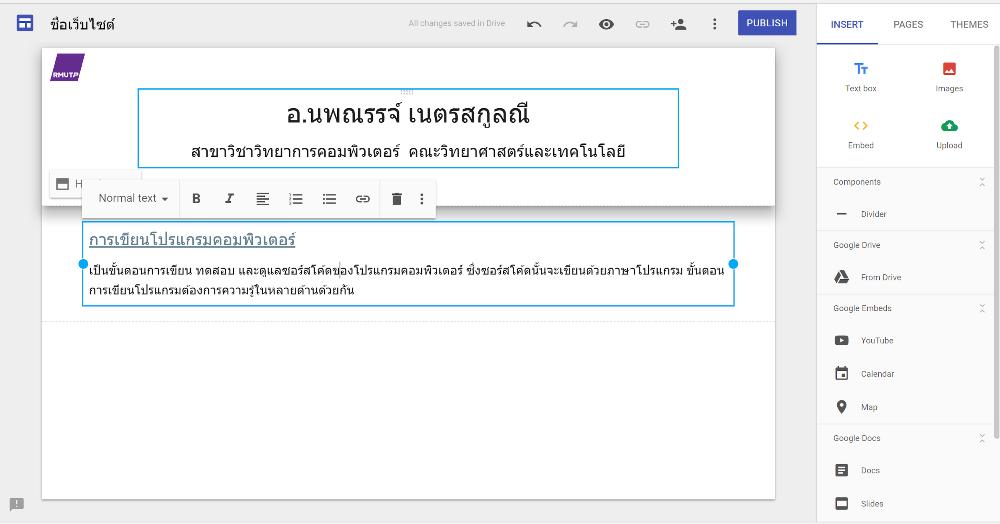 ชื่อเว็บไซต์
All changes saved in Drive
PUBLISH
INSERT
PAGES
THEMES
RMUTP
อ.นพณรรจ์ เนตรสกูลณี
สาขาวิชาวิทยาการคอมพิวเตอร์ คณะวิทยาศาสตร์และเทคโนโลยี
Normal text
การเขียนโปรแกรมคอมพิวเตอร์
เป็นขั้นตอนการเขียน ทดสอบ และดูแลซอร์สโค้ดของโปรแกรมคอมพิวเตอร์ ซึ่งซอร์สโค้ดนั้นจะเขียนด้วยภาษาโปรแกรม ขั้นตอน
การเขียนโปรแกรมต้องการความรู้ในหลายด้านด้วยกัน
Text box
Images
Embed
Upload
Components
Divider
Google Drive
From Drive
Google Embeds
YouTube
Calendar
Map
Google Docs
Docs
Slides